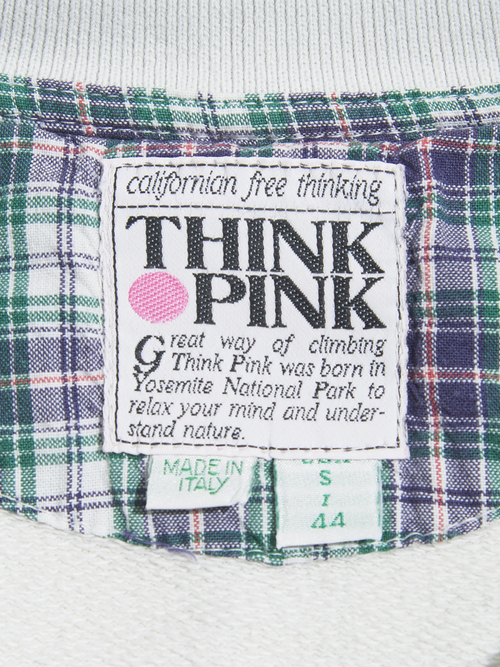 californian free thinking
THINK
PINK
Great way of climbing
Think Pink was born in
Yosemite National Park to
relax your mind and under-
stand nature.
MADE IN
ITALY
S
I
44